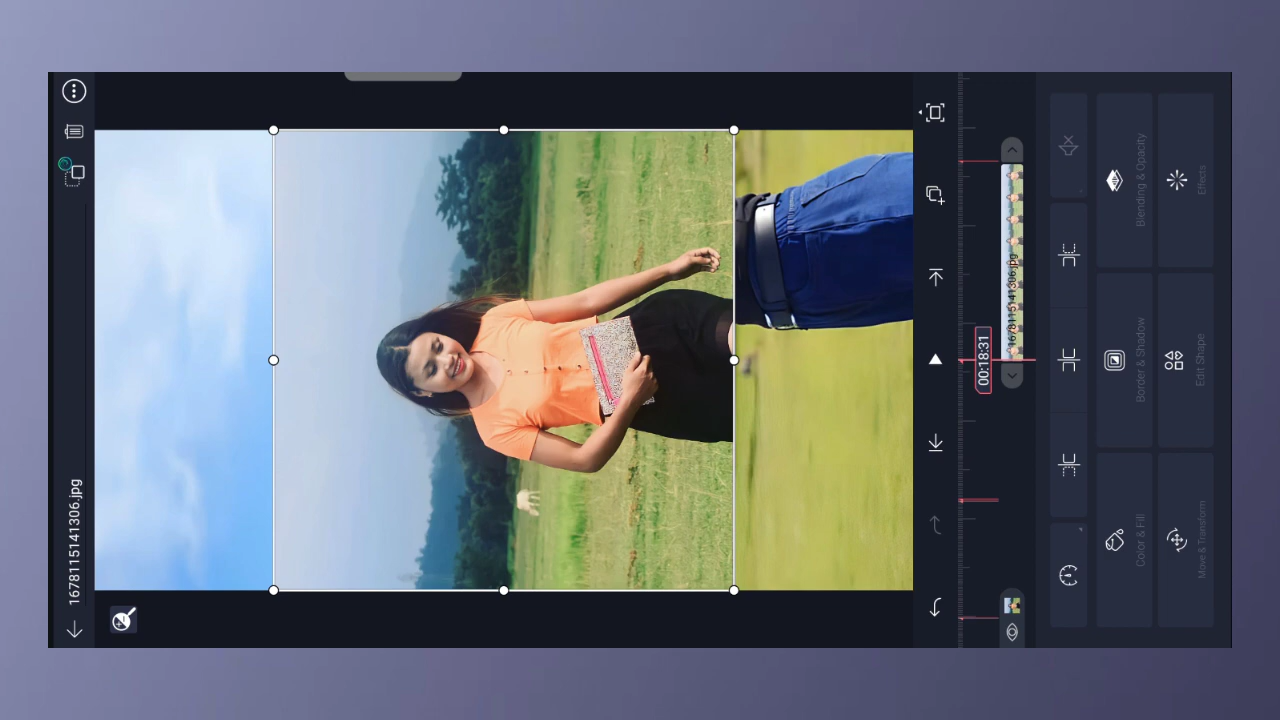 1678115141306.jpg
00:18:31
1678115141306.jpg
Color & Fill
Border & Shadow
Blending & Opacity
Move & Transform
Edit Shape
Effects